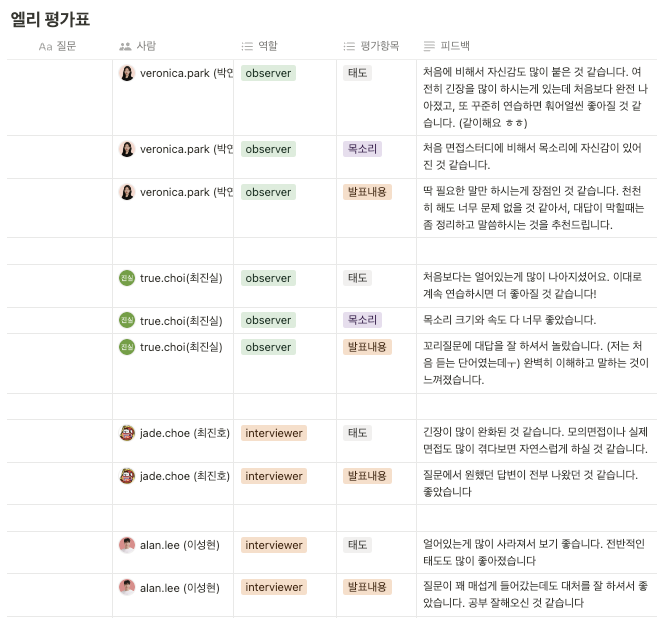 엘리 평가표
Aa 질문 사람 역할 평가항목 피드백
veronica.park (박인 observer 태도 처음에 비해서 자신감도 많이 붙은 것 같습니다. 여
전히 긴장을 많이 하시는게 있는데 처음보다 완전 나
아졌고, 또 꾸준히 연습하면 훠어얼씬 좋아질 것 같
습니다. (같이해요 ㅎㅎ)
veronica.park (박인 observer 목소리 처음 면접스터디에 비해서 목소리에 자신감이 있어
진 것 같습니다.
veronica.park (박인 observer 발표내용 딱 필요한 말만 하시는게 장점인 것 같습니다. 천천
히 해도 너무 문제 없을 것 같아서, 대답이 막힐때는
좀 정리하고 말씀하시는 것을 추천드립니다.
진실 true.choi(최진실) observer 태도 처음보다는 얼어있는게 많이 나아지셨어요. 이대로
계속 연습하시면 더 좋아질 것 같습니다!
진실 true.choi(최진실) observer 목소리 목소리 크기와 속도 다 너무 좋았습니다.
진실 true.choi(최진실) observer 발표내용 꼬리질문에 대답을 잘 하셔서 놀랐습니다. (저는 처
음 듣는 단어였는데ㅜ) 완벽히 이해하고 말하는 것이
느껴졌습니다.
jade.choe (최진호) interviewer 태도 긴장이 많이 완화된 것 같습니다. 모의면접이나 실제
면접도 많이 겪다보면 자연스럽게 하실 것 같습니다.
jade.choe (최진호) interviewer 발표내용 질문에서 원했던 답변이 전부 나왔던 것 같습니다.
좋았습니다
alan.lee (이성현) interviewer 태도 얼어있는게 많이 사라져서 보기 좋습니다. 전반적인
태도도 많이 좋아졌습니다
alan.lee (이성현) interviewer 발표내용 질문이 꽤 매섭게 들어갔는데도 대처를 잘 하셔서 좋
았습니다. 공부 잘해오신 것 같습니다